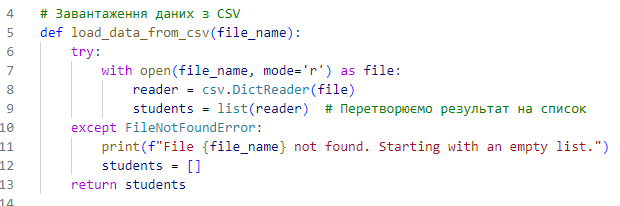 4 # Завантаження даних з CSV
5 def load_data_from_csv(file_name):
6     try:
7         with open(file_name, mode='r') as file:
8             reader = csv.DictReader(file)
9             students = list(reader)  # Перетворюємо результат на список
10     except FileNotFoundError:
11         print(f"File {file_name} not found. Starting with an empty list.")
12         students = []
13     return students
14